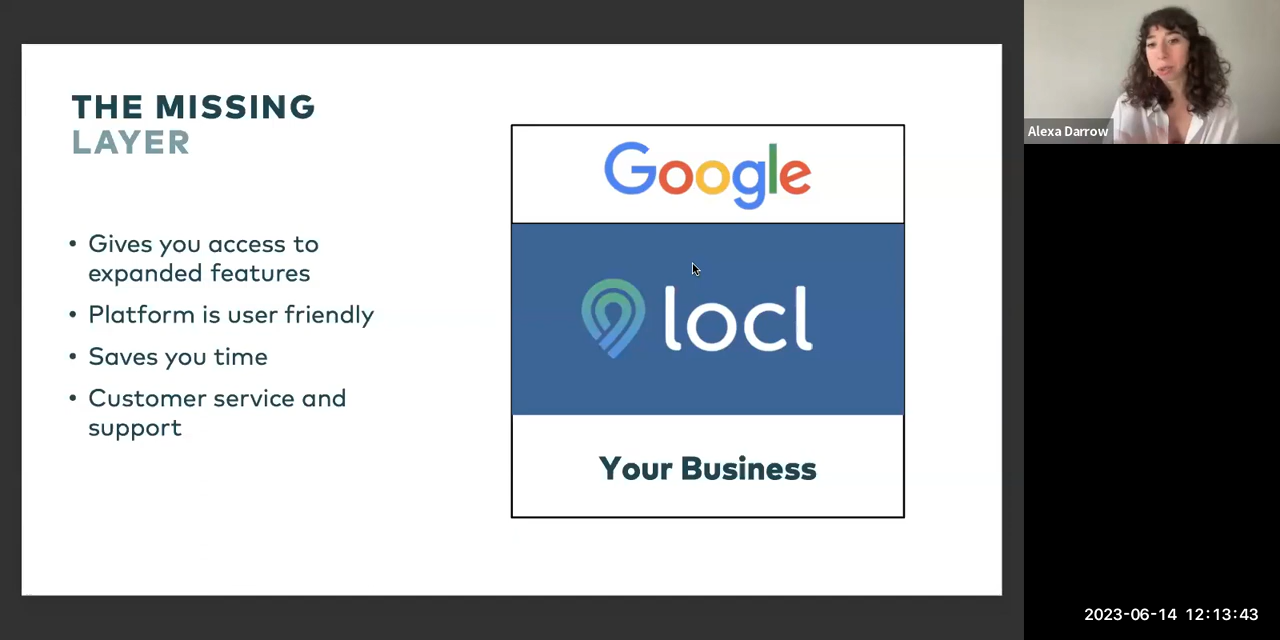 THE MISSING
LAYER
• Gives you access to
expanded features
• Platform is user friendly
• Saves you time
• Customer service and
support
Google
locl
Your Business
Alexa Darrow
2023-06-14 12:13:43